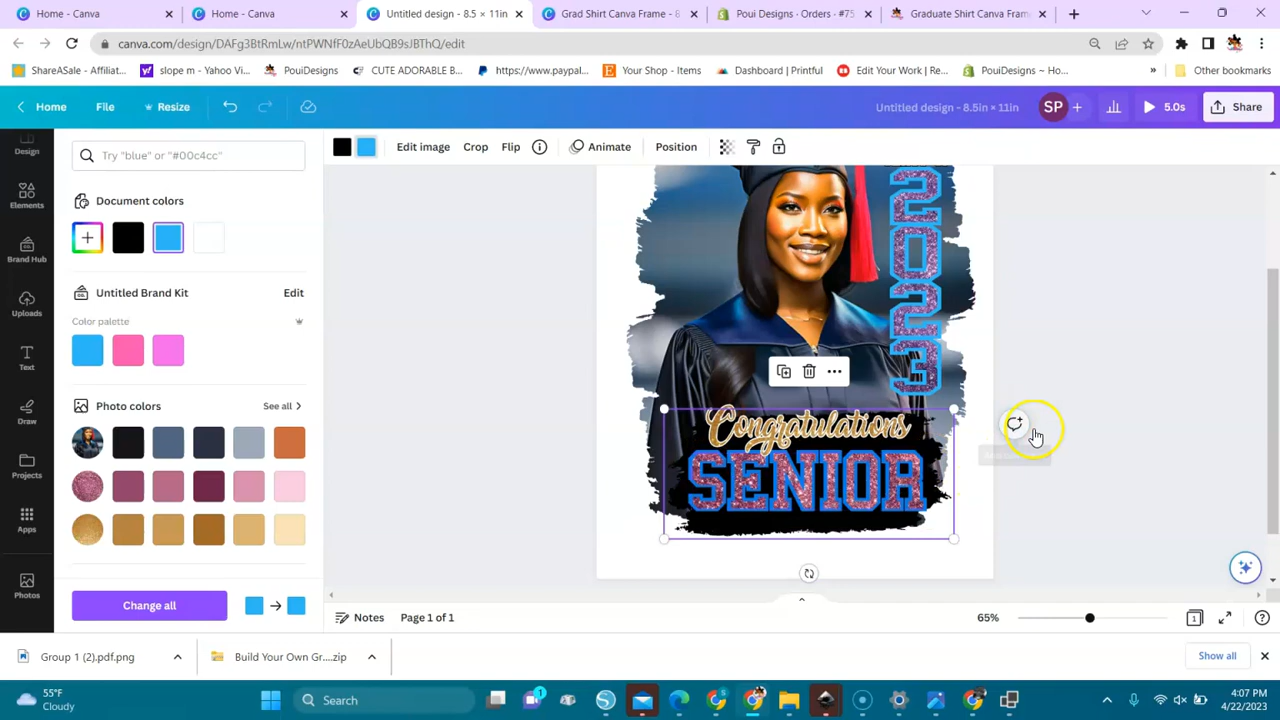 Home - Canva
Home - Canva
Untitled design - 8.5 × 11in
Grad Shirt Canva Frame - 8
Poui Designs · Orders · #75
Graduate Shirt Canva Frame
canva.com/design/DAFg3BtRmLw/ntPWNfF0zAeUbQB9sJBThQ/edit
ShareASale - Affiliat...
slope m - Yahoo Vi...
PouiDesigns
CUTE ADORABLE B...
https://www.paypal...
Your Shop - Items
Dashboard | Printful
Edit Your Work | Re...
PouiDesigns ~ Ho...
Other bookmarks
Home
File
Resize
Untitled design - 8.5in × 11in
SP
5.0s
Share
Design
Elements
Brand Hub
Uploads
Text
Draw
Projects
Apps
Photos
Try "blue" or "#00c4cc"
Document colors
Untitled Brand Kit
Edit
Color palette
Photo colors
See all
Change all
Edit image
Crop
Flip
Animate
Position
2023
Congratulations
SENIOR
Notes
Page 1 of 1
65%
1
Group 1 (2).pdf.png
Build Your Own Gr....zip
Show all
55°F
Cloudy
Search
1
4:07 PM
4/22/2023